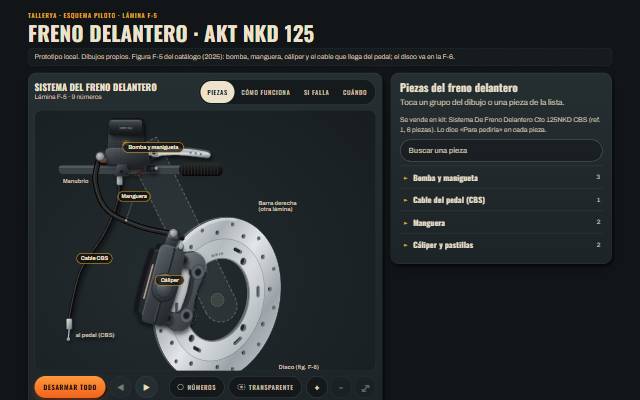 TALLERYA · ESQUEMA PILOTO · LÁMINA F-5
FRENO DELANTERO · AKT NKD 125
Prototipo local. Dibujos propios. Figura F-5 del catálogo (2025): bomba, manguera, cáliper y el cable que llega del pedal; el disco va en la F-6.
SISTEMA DEL FRENO DELANTERO
Lámina F-5 · 9 números
PIEZAS
CÓMO FUNCIONA
SI FALLA
CUÁNDO
Bomba y manigueta
Manubrio
Manguera
Barra derecha
(otra lámina)
Cable CBS
Cáliper
al pedal (CBS)
Disco (fig. F-6)
DESARMAR TODO
NÚMEROS
TRANSPARENTE
+
−
Piezas del freno delantero
Toca un grupo del dibujo o una pieza de la lista.
Se vende en kit: Sistema De Freno Delantero Cto 125NKD CBS (ref.
1, 6 piezas). Lo dice «Para pedirla» en cada pieza.
Buscar una pieza
Bomba y manigueta 3
Cable del pedal (CBS) 1
Manguera 2
Cáliper y pastillas 2